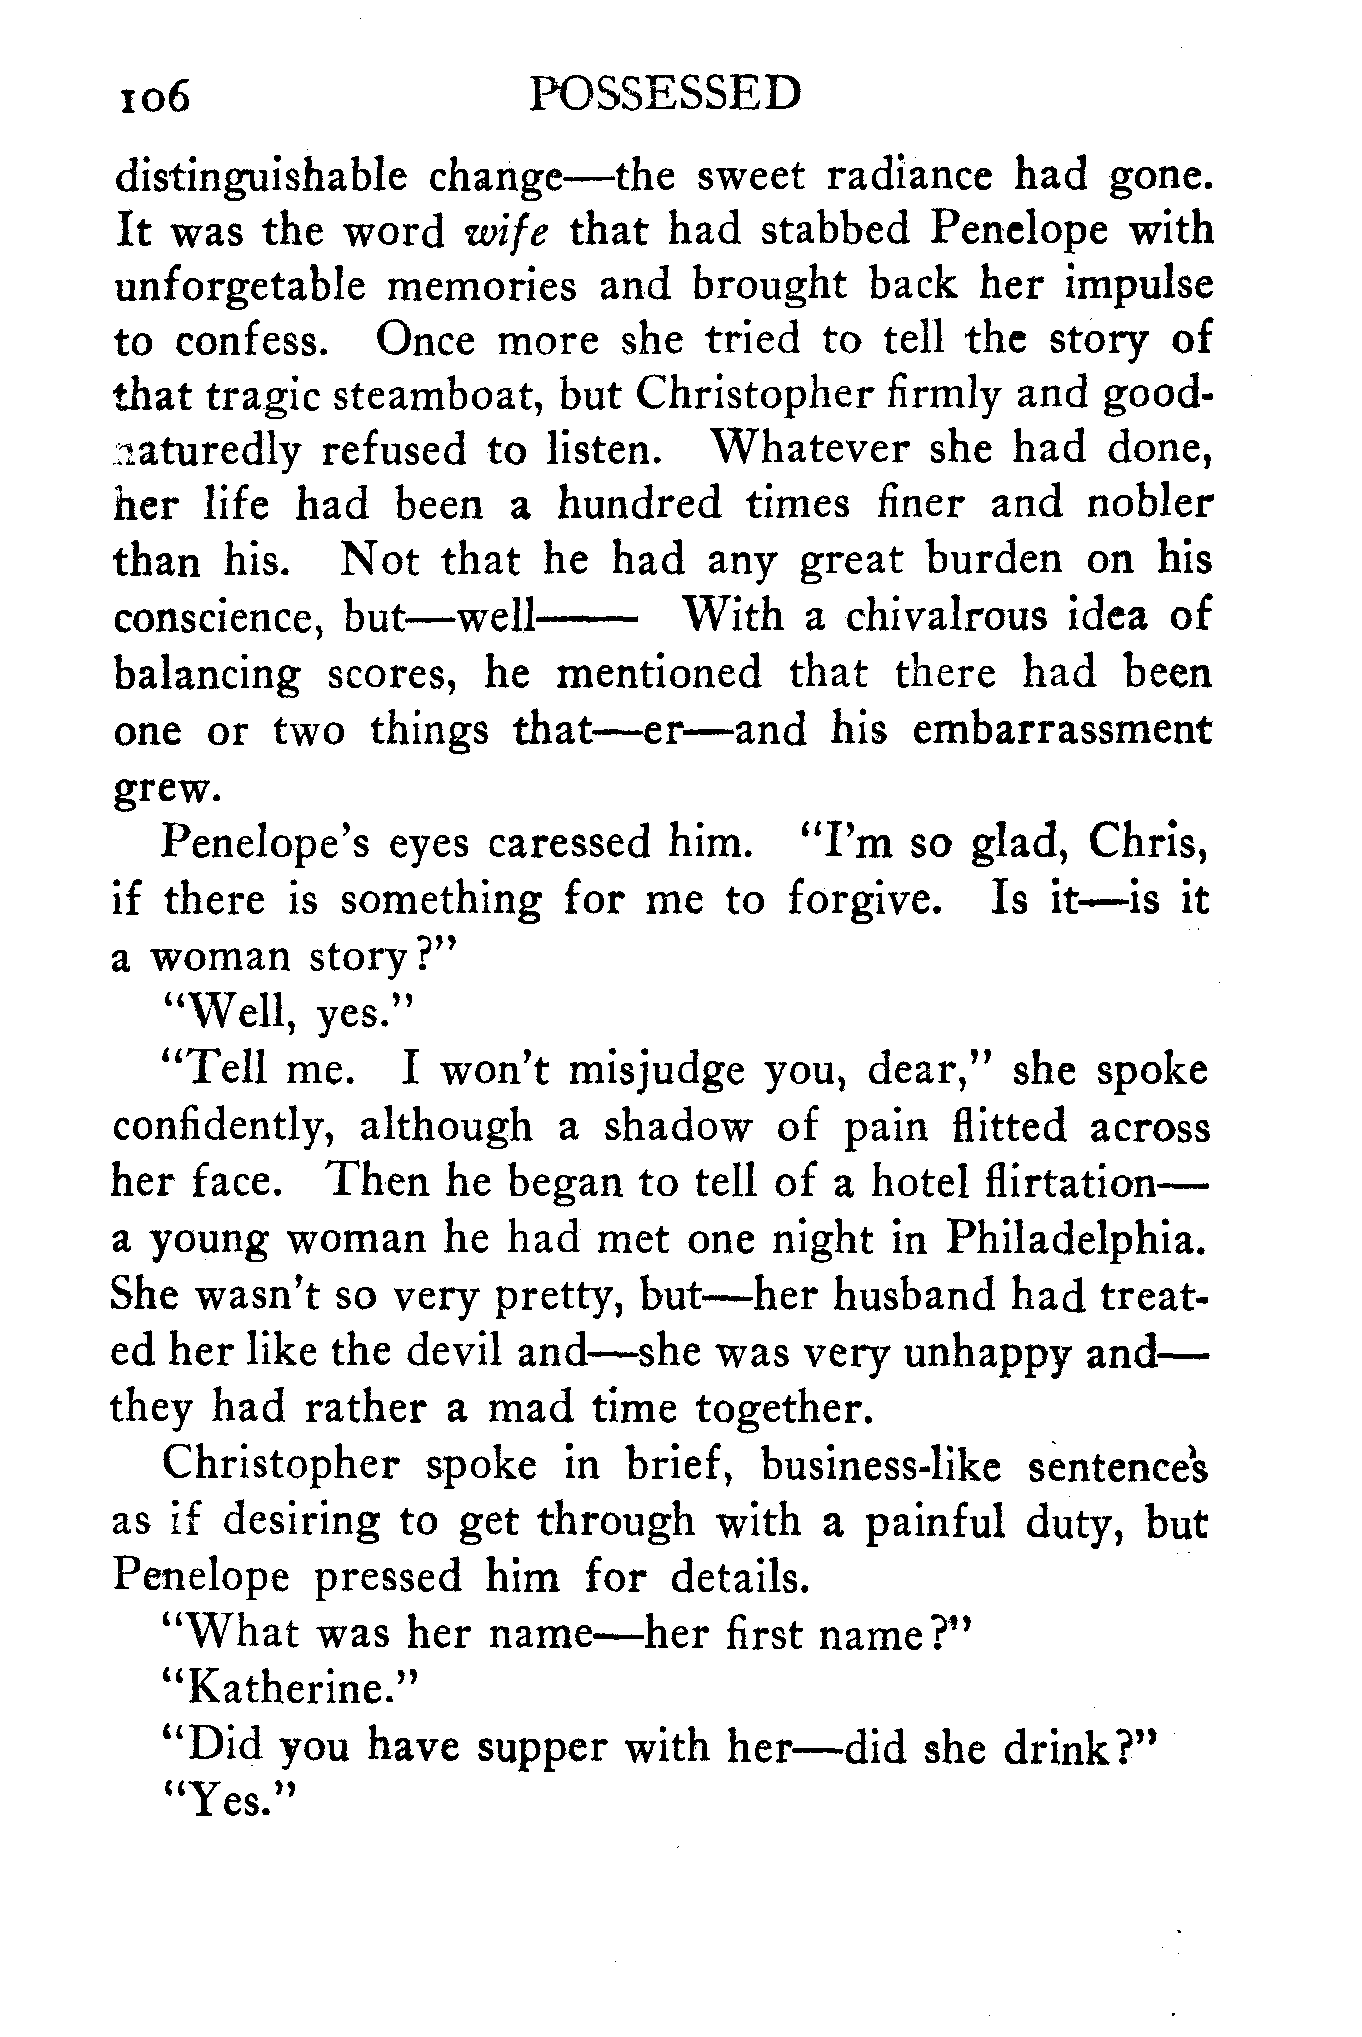 106 POSSESSED
distinguishable change—the sweet radiance had gone.
It was the word wife that had stabbed Penelope with
unforgetable memories and brought back her impulse
to confess. Once more she tried to tell the story of
that tragic steamboat, but Christopher firmly and good-
naturedly refused to listen. Whatever she had done,
her life had been a hundred times finer and nobler
than his. Not that he had any great burden on his
conscience, but—well—— With a chivalrous idea of
balancing scores, he mentioned that there had been
one or two things that—er—and his embarrassment
grew.
Penelope's eyes caressed him. "I'm so glad, Chris,
if there is something for me to forgive. Is it—is it
a woman story?"
"Well, yes."
"Tell me. I won't misjudge you, dear," she spoke
confidently, although a shadow of pain flitted across
her face. Then he began to tell of a hotel flirtation—
a young woman he had met one night in Philadelphia.
She wasn't so very pretty, but—her husband had treat-
ed her like the devil and—she was very unhappy and—
they had rather a mad time together.
Christopher spoke in brief, business-like sentences
as if desiring to get through with a painful duty, but
Penelope pressed him for details.
"What was her name—her first name?"
"Katherine."
"Did you have supper with her—did she drink?"
"Yes."